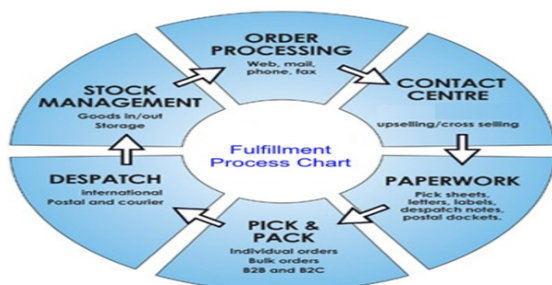 ORDER
PROCESSING
Web, mail,
phone, fax
CONTACT
CENTRE
upselling/cross selling
PAPERWORK
Pick sheets,
letters, labels,
despatch notes,
postal dockets.
PICK &
PACK
Individual orders
Bulk orders
B2B and B2C
DESPATCH
international
Postal and courier
STOCK
MANAGEMENT
Goods in/out
Storage
Fulfillment
Process Chart